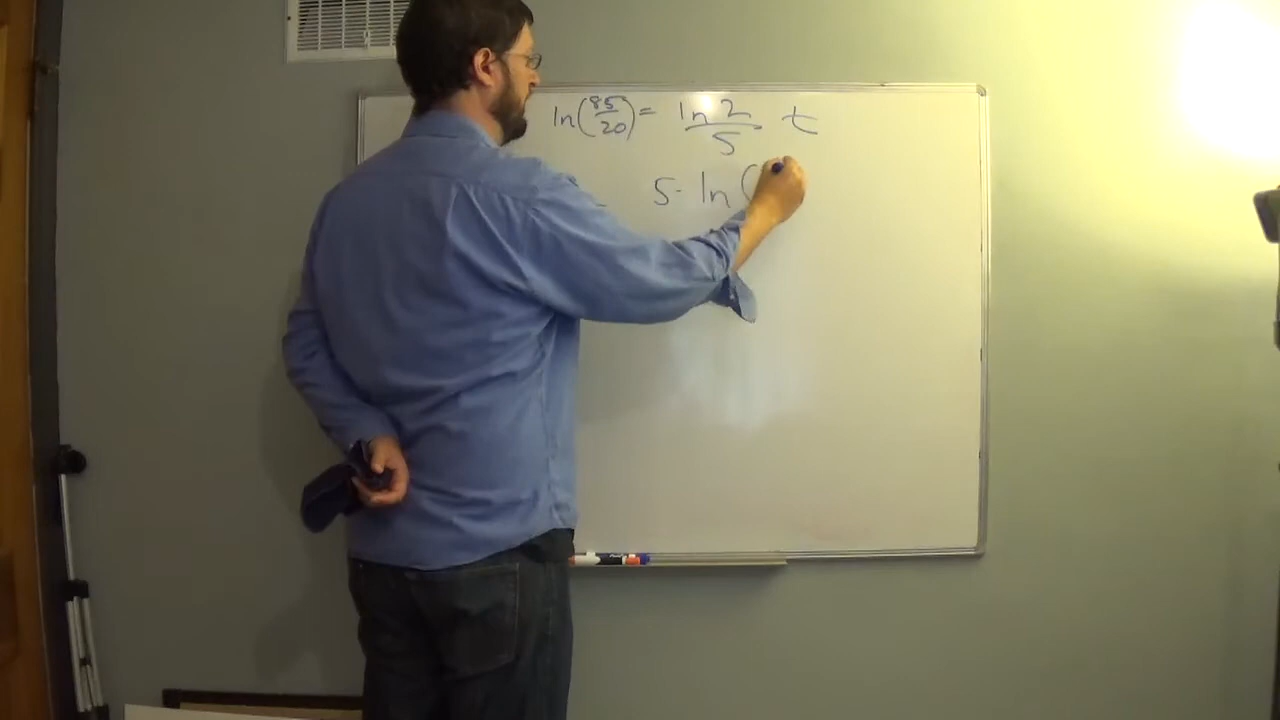 ln(85/20) = ln 2/5 t
5· ln (